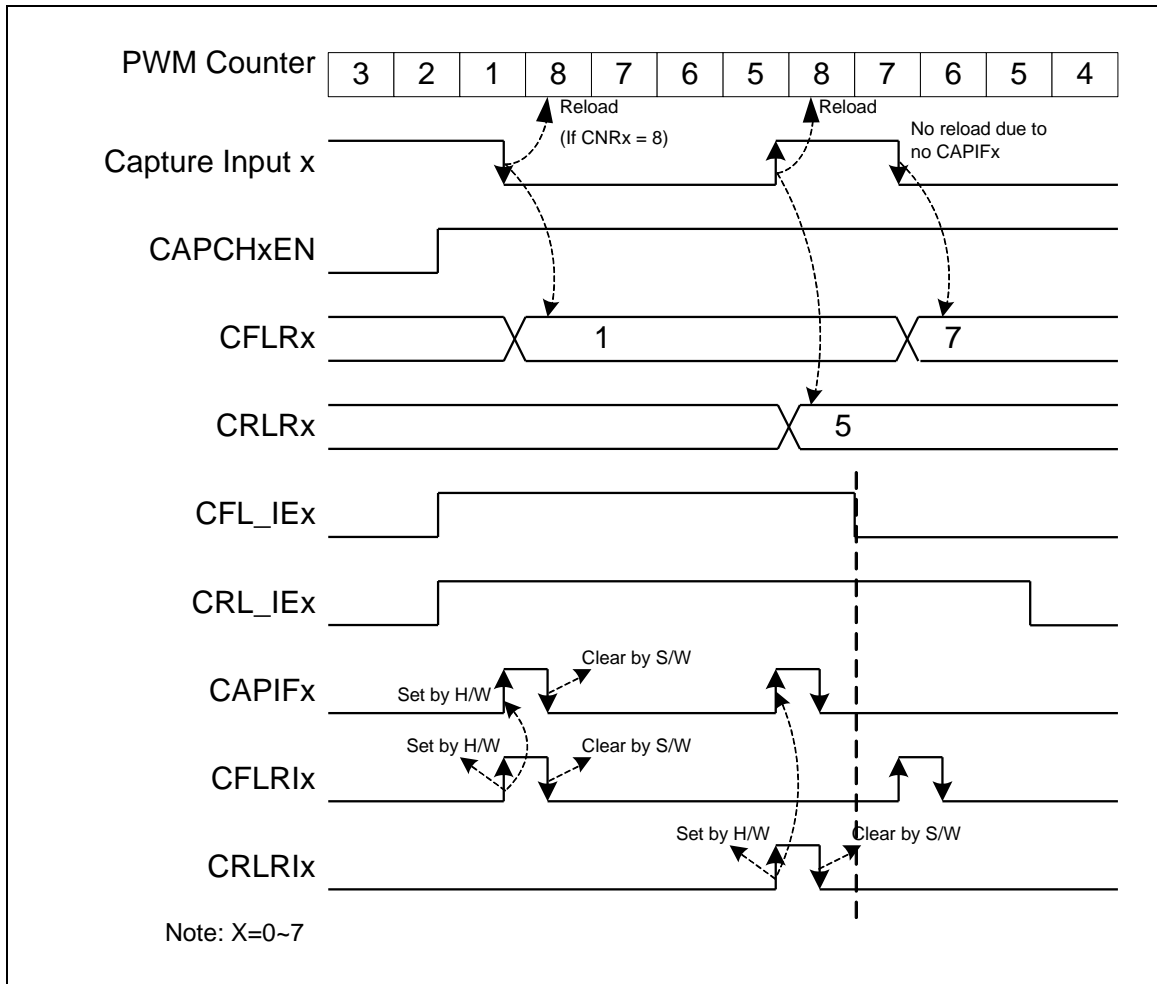 PWM Counter 3 2 1 8 7 6 5 8 7 6 5 4
Reload
(If CNRx = 8)
Reload
No reload due to
no CAPIFx
Capture Input x
CAPCHxEN
CFLRx 1 7
CRLRx 5
CFL_IEx
CRL_IEx
CAPIFx Set by H/W Clear by S/W
CFLRIx Set by H/W Clear by S/W
CRLRIx Set by H/W Clear by S/W
Note: X=0~7